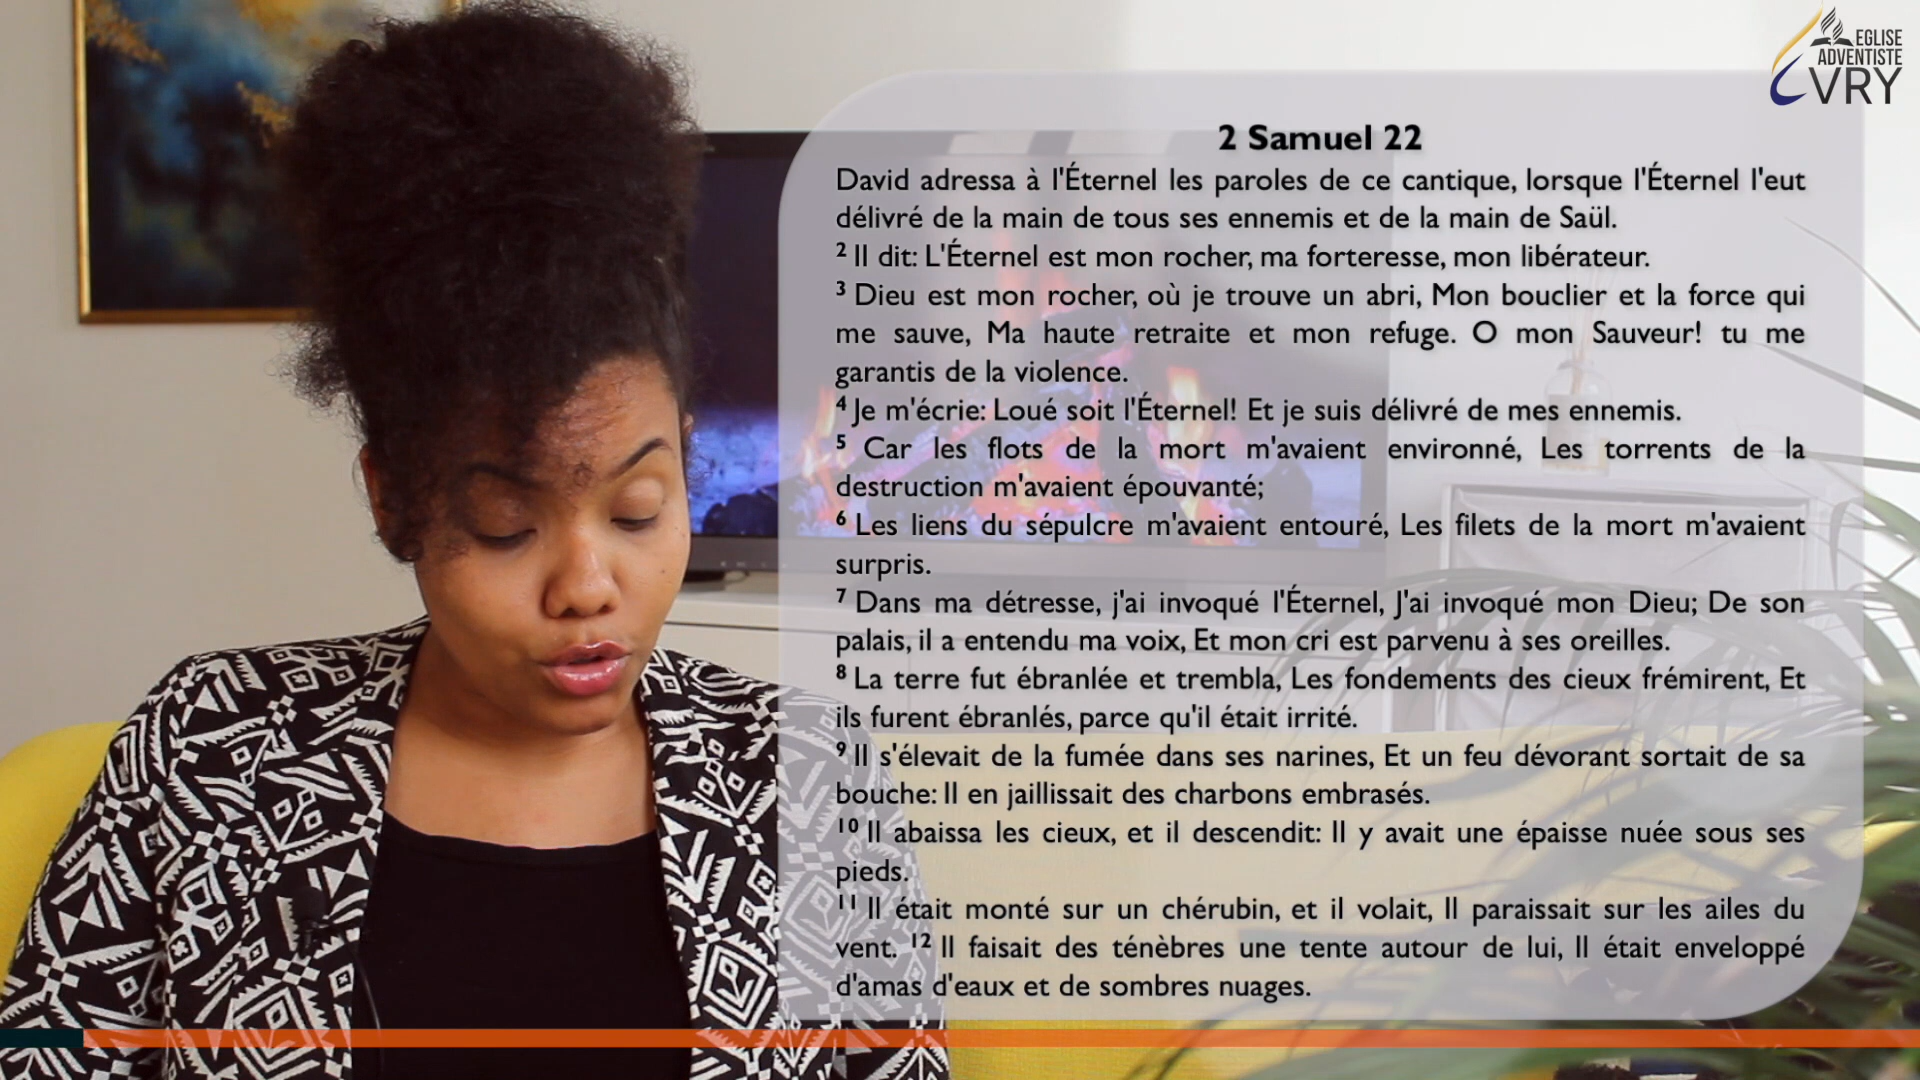 EGLISE
ADVENTISTE
VRY
2 Samuel 22
David adressa à l'Éternel les paroles de ce cantique, lorsque l'Éternel l'eut
délivré de la main de tous ses ennemis et de la main de Saül.
2 Il dit: L'Éternel est mon rocher, ma forteresse, mon libérateur.
3 Dieu est mon rocher, où je trouve un abri, Mon bouclier et la force qui
me sauve, Ma haute retraite et mon refuge. O mon Sauveur! tu me
garantis de la violence.
4 Je m'écrie: Loué soit l'Éternel! Et je suis délivré de mes ennemis.
5 Car les flots de la mort m'avaient environné, Les torrents de la
destruction m'avaient épouvanté;
6 Les liens du sépulcre m'avaient entouré, Les filets de la mort m'avaient
surpris.
7 Dans ma détresse, j'ai invoqué l'Éternel, J'ai invoqué mon Dieu; De son
palais, il a entendu ma voix, Et mon cri est parvenu à ses oreilles.
8 La terre fut ébranlée et trembla, Les fondements des cieux frémirent, Et
ils furent ébranlés, parce qu'il était irrité.
9 Il s'élevait de la fumée dans ses narines, Et un feu dévorant sortait de sa
bouche: Il en jaillissait des charbons embrasés.
10 Il abaissa les cieux, et il descendit: Il y avait une épaisse nuée sous ses
pieds.
11 Il était monté sur un chérubin, et il volait, Il paraissait sur les ailes du
vent. 12 Il faisait des ténèbres une tente autour de lui, Il était enveloppé
d'amas d'eaux et de sombres nuages.